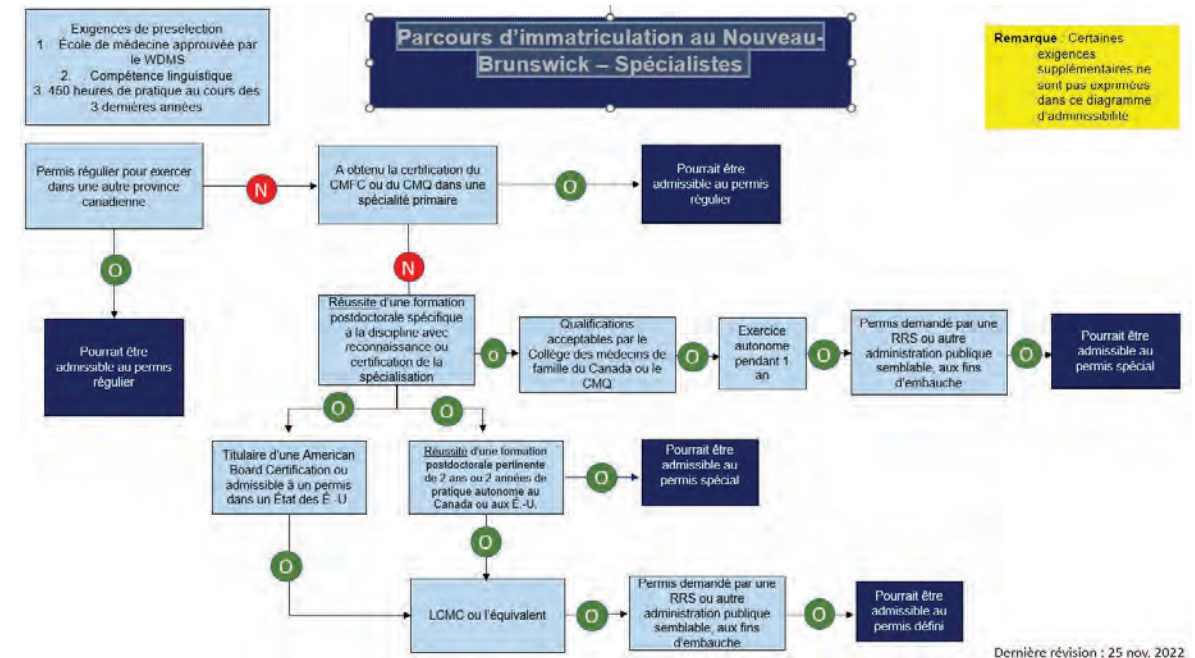 Exigences de préselection
1. École de médecine approuvée par
le WDMS
2. . Compétence linguistique
3. 450 heures de pratique au cours des
3 dernières années
Parcours d'immatriculation au Nouveau-
Brunswick – Spécialistes
Remarque : Certaines
exigences
supplémentaires ne
sont pas exprimées
dans ce diagramme
d'adminissibilité
Permis régulier pour exercer
dans une autre province
canadienne
N
A obtenu la certification du
CMFC ou du CMQ dans une
spécialité primaire
O
Pourrait être
admissible au permis
régulier
O
N
Pourrait être
admissible au permis
régulier
Réussite d'une formation
postdoctorale spécifique
à la discipline avec
reconnaissance ou
certification de la
spécialisation
o
Qualifications
acceptables par le
Collège des médecins de
famille du Canada ou le
CMQ
O
Exercice
autonome
pendant 1
an
O
Permis demandé par une
RRS ou autre
administration publique
semblable, aux fins
d'embauche
O
Pourrait être
admissible au
permis spécial
O
O
Titulaire d'une American
Board Certification ou
admissible à un permis
dans un État des É.-U
Réussite d'une formation
postdoctorale pertinente
de 2 ans ou 2 années de
pratique autonome au
Canada ou aux É.-U.
O
Pourrait être
admissible au
permis spécial
O
O
LCMC ou l'équivalent
O
Permis demandé par une
RRS ou autre
administration publique
semblable, aux fins
d'embauche
O
Pourrait être
admissible au
permis défini
Dernière révision : 25 nov. 2022